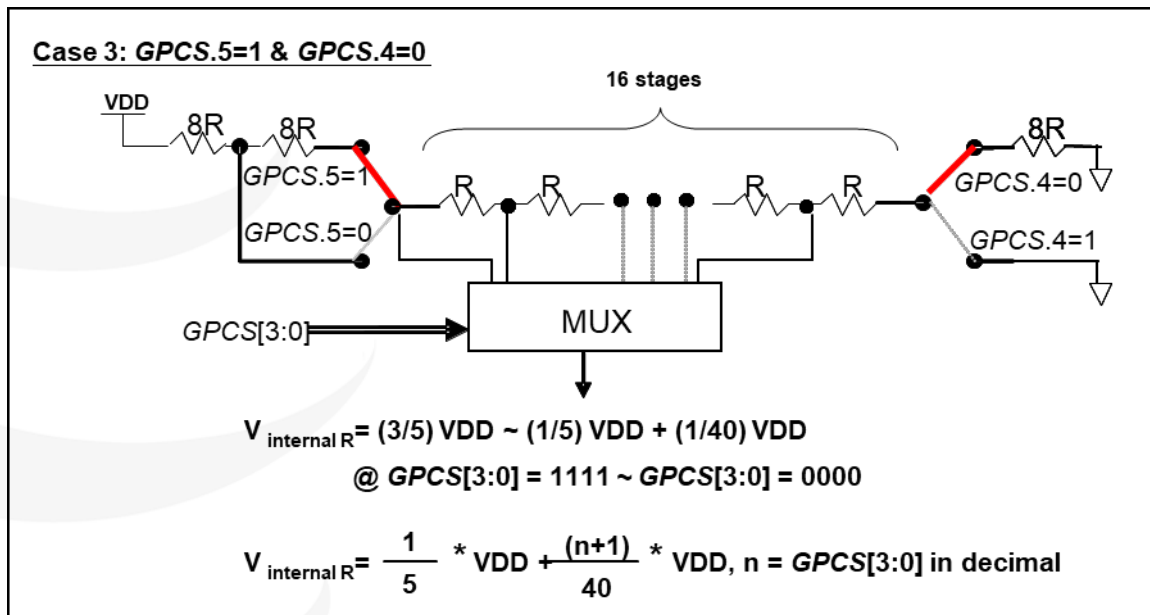 Case 3: GPCS.5=1 & GPCS.4=0
16 stages
VDD
8R
8R
8R
GPCS.5=1
R
R
R
R
GPCS.4=0
GPCS.5=0
GPCS.4=1
GPCS[3:0]
MUX
V internal R = (3/5) VDD ~ (1/5) VDD + (1/40) VDD
@ GPCS[3:0] = 1111 ~ GPCS[3:0] = 0000
V internal R = 1/5 * VDD + (n+1)/40 * VDD, n = GPCS[3:0] in decimal